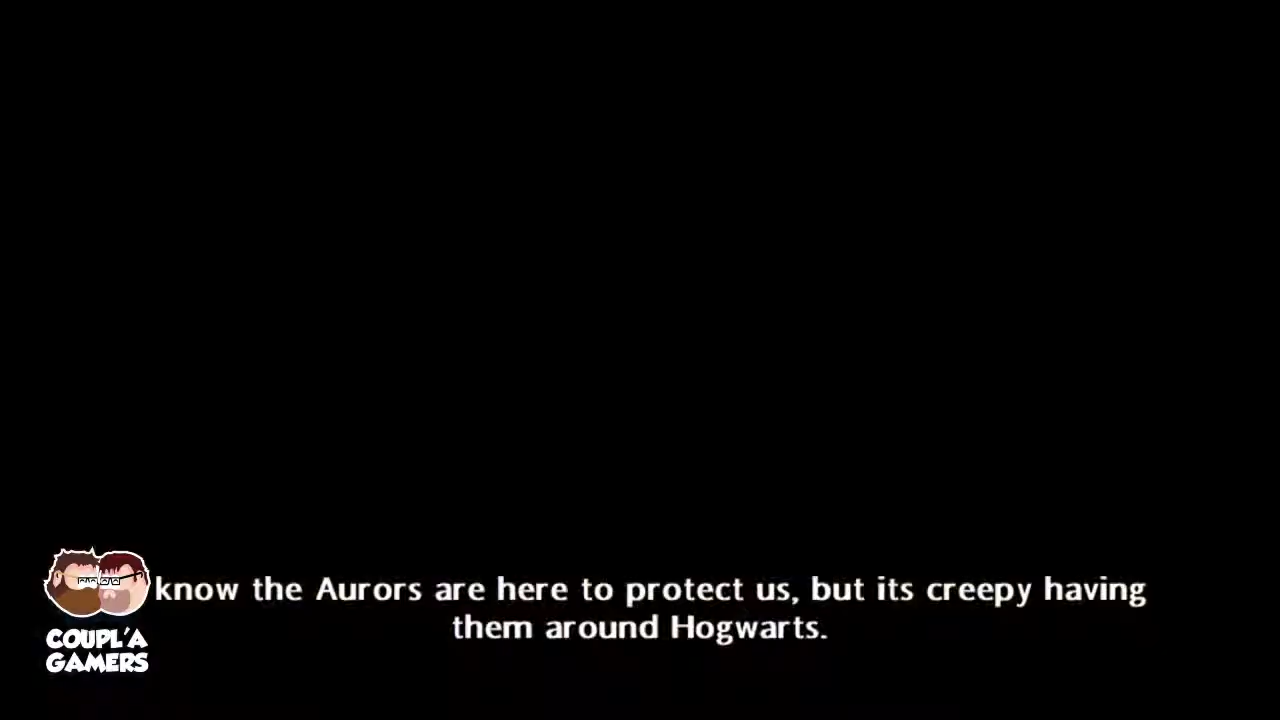 know the Aurors are here to protect us, but its creepy having
them around Hogwarts.
COUPL'A
GAMERS